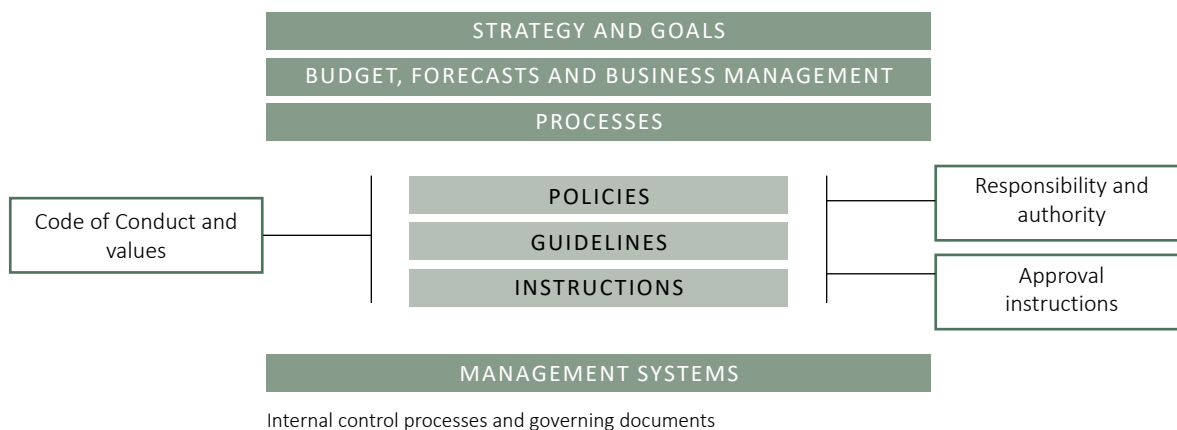 STRATEGY AND GOALS
BUDGET, FORECASTS AND BUSINESS MANAGEMENT
PROCESSES
Code of Conduct and
values
POLICIES
GUIDELINES
INSTRUCTIONS
Responsibility and
authority
Approval
instructions
MANAGEMENT SYSTEMS
Internal control processes and governing documents